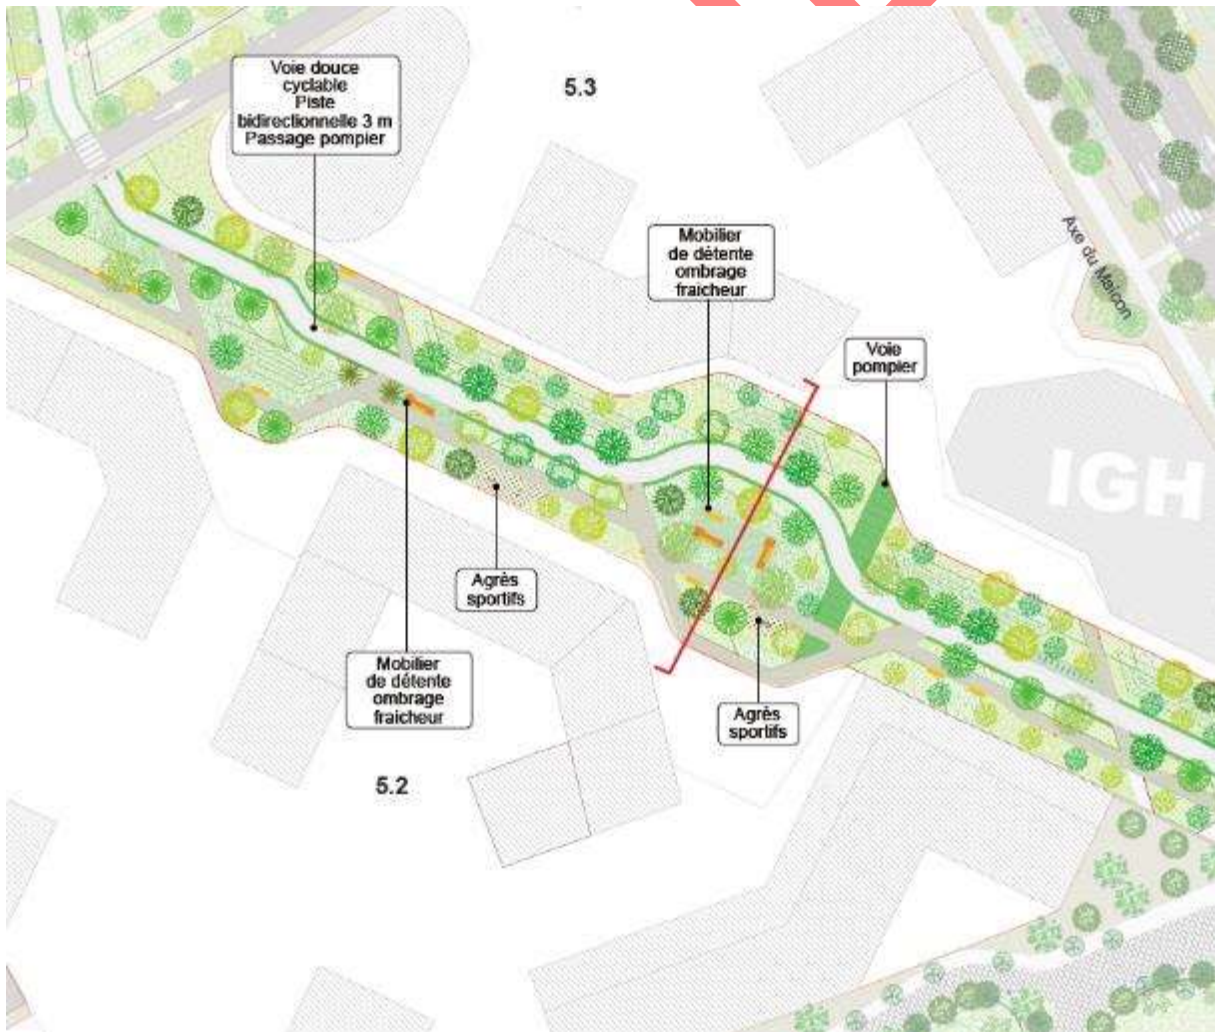 Voie douce
cyclable
Piste
bidirectionnelle 3 m
Passage pompier
5.3
Mobilier
de détente
ombrage
fraicheur
Axe du Maicon
Voie
pompier
IGH
Agrès
sportifs
Mobilier
de détente
ombrage
fraicheur
Agrès
sportifs
5.2